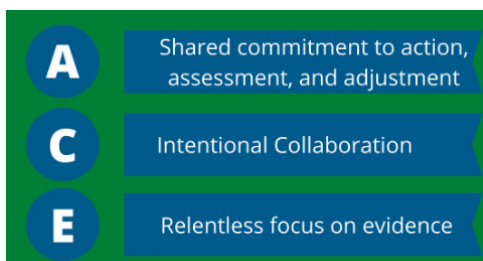 A
Shared commitment to action,
assessment, and adjustment
C
Intentional Collaboration
E
Relentless focus on evidence